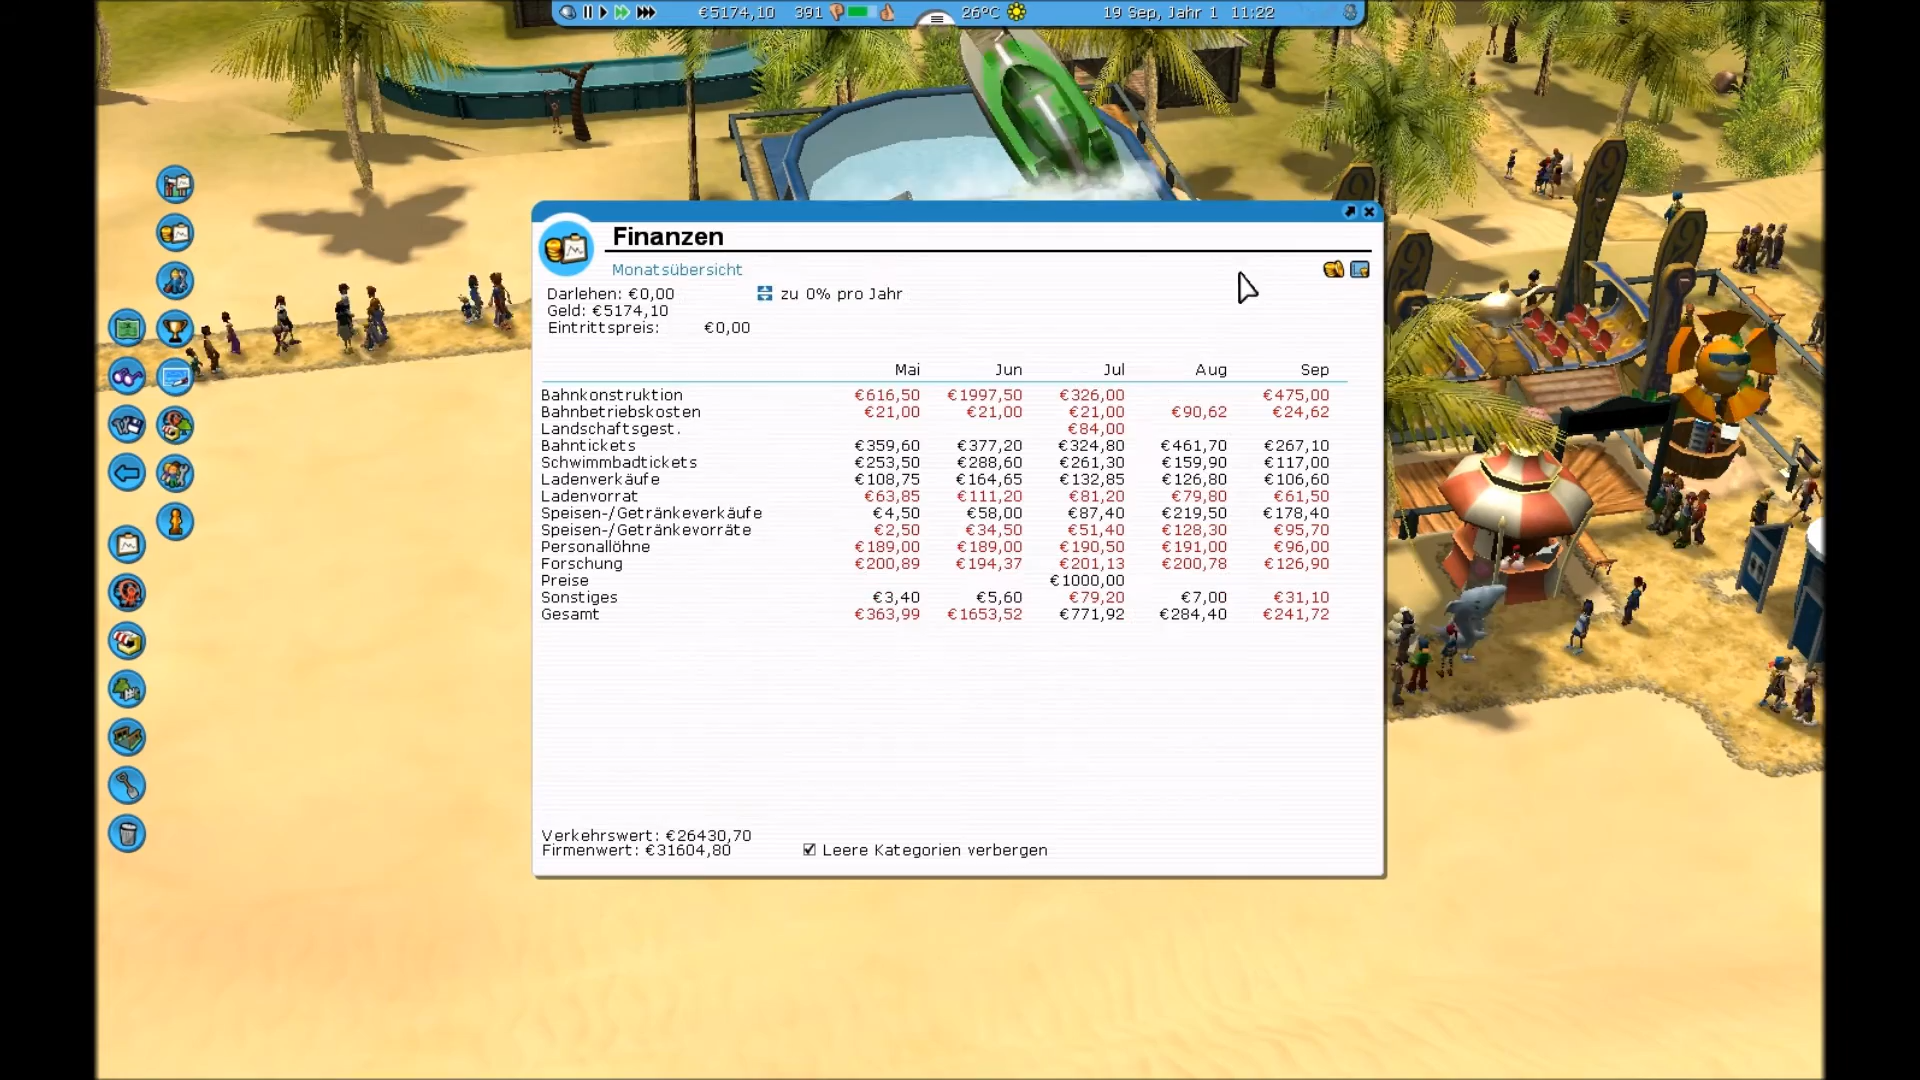 €5174,10 391 26°C 19 Sep, Jahr 1 11:22
Finanzen
Monatsübersicht
Darlehen: €0,00 zu 0% pro Jahr
Geld: €5174,10
Eintrittspreis: €0,00
Mai Jun Jul Aug Sep
Bahnkonstruktion €616,50 €1997,50 €326,00 €475,00
Bahnbetriebskosten €21,00 €21,00 €21,00 €90,62 €24,62
Landschaftsgest. €84,00
Bahntickets €359,60 €377,20 €324,80 €461,70 €267,10
Schwimmbadtickets €253,50 €288,60 €261,30 €159,90 €117,00
Ladenverkäufe €108,75 €164,65 €132,85 €126,80 €106,60
Ladenvorrat €63,85 €111,20 €81,20 €79,80 €61,50
Speisen-/Getränkeverkäufe €4,50 €58,00 €87,40 €219,50 €178,40
Speisen-/Getränkevorräte €2,50 €34,50 €51,40 €128,30 €95,70
Personallöhne €189,00 €189,00 €190,50 €191,00 €96,00
Forschung €200,89 €194,37 €201,13 €200,78 €126,90
Preise €1000,00
Sonstiges €3,40 €5,60 €79,20 €7,00 €31,10
Gesamt €363,99 €1653,52 €771,92 €284,40 €241,72
Verkehrswert: €26430,70
Firmenwert: €31604,80 Leere Kategorien verbergen